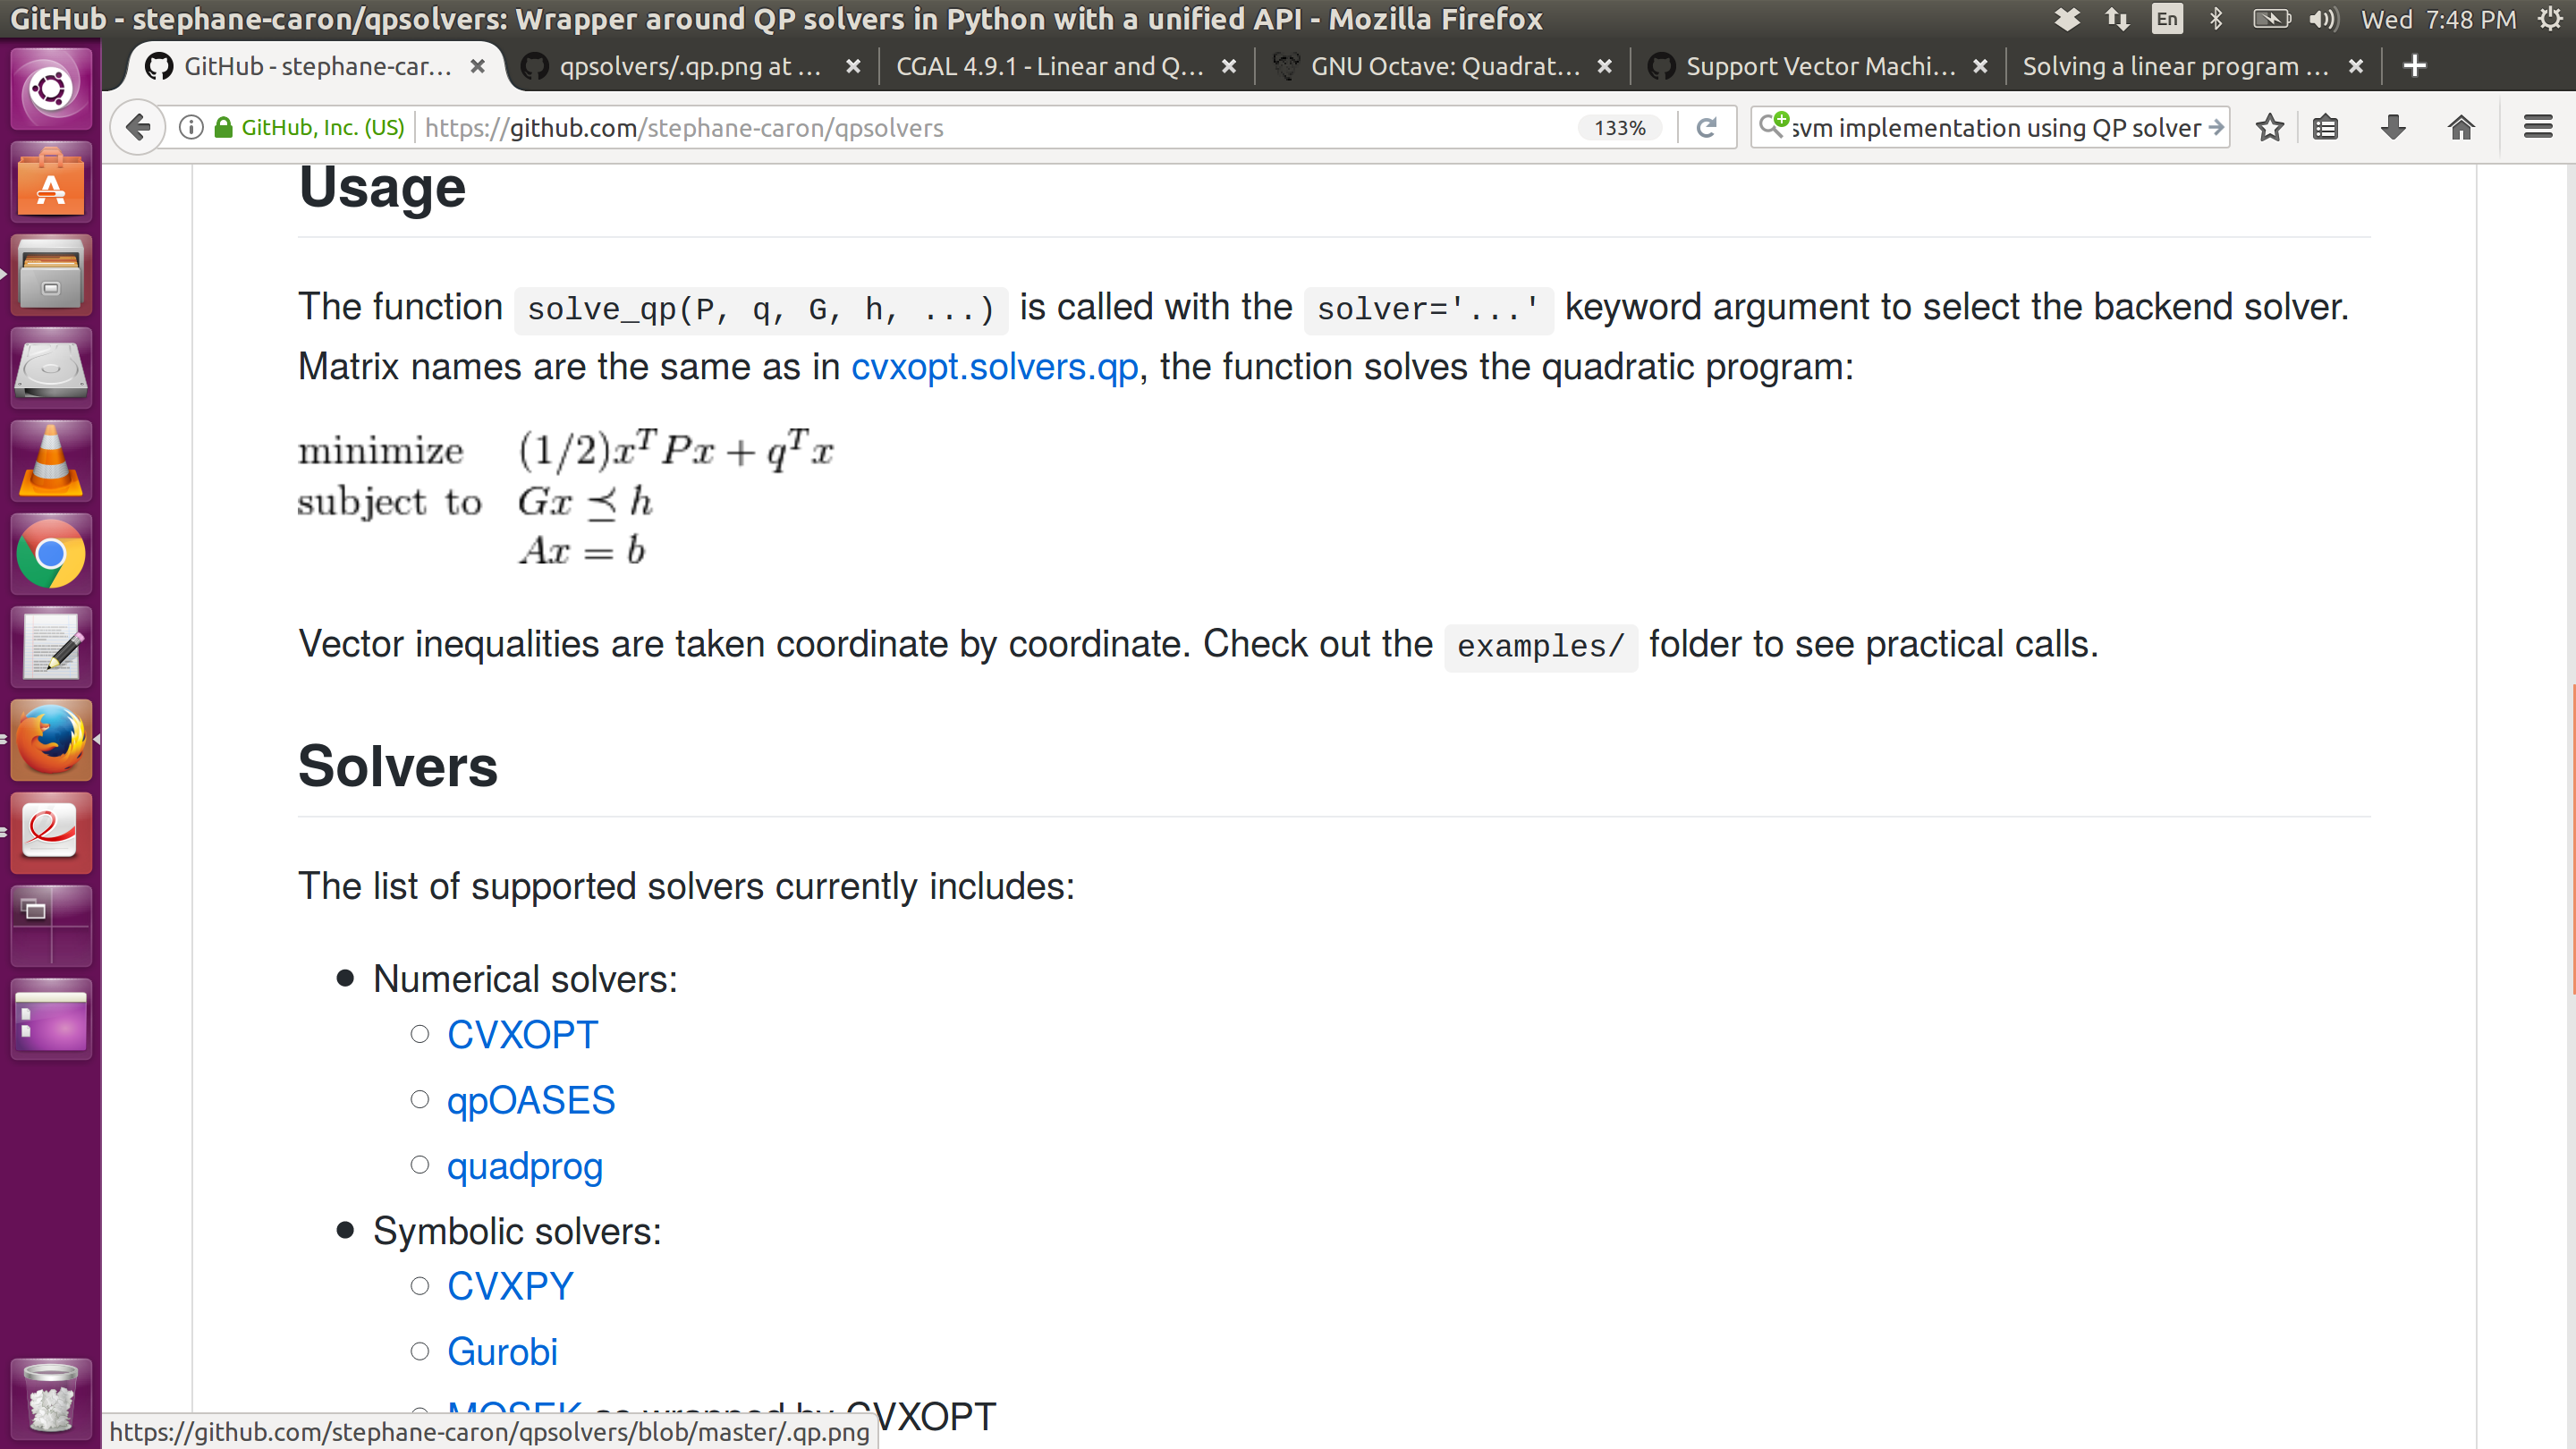 GitHub - stephane-caron/qpsolvers: Wrapper around QP solvers in Python with a unified API - Mozilla Firefox
En Wed 7:48 PM
GitHub - stephane-car... qpsolvers/.qp.png at ... CGAL 4.9.1 - Linear and Q... GNU Octave: Quadrat... Support Vector Machi... Solving a linear program ...
GitHub, Inc. (US) https://github.com/stephane-caron/qpsolvers 133% svm implementation using QP solver
Usage
The function solve_qp(P, q, G, h, ...) is called with the solver='...' keyword argument to select the backend solver.
Matrix names are the same as in cvxopt.solvers.qp, the function solves the quadratic program:
minimize (1/2)x^T Px + q^T x
subject to Gx ⪯ h
Ax = b
Vector inequalities are taken coordinate by coordinate. Check out the examples/ folder to see practical calls.
Solvers
The list of supported solvers currently includes:
Numerical solvers:
CVXOPT
qpOASES
quadprog
Symbolic solvers:
CVXPY
Gurobi
MOSEK as wrapped by CVXOPT
https://github.com/stephane-caron/qpsolvers/blob/master/.qp.png